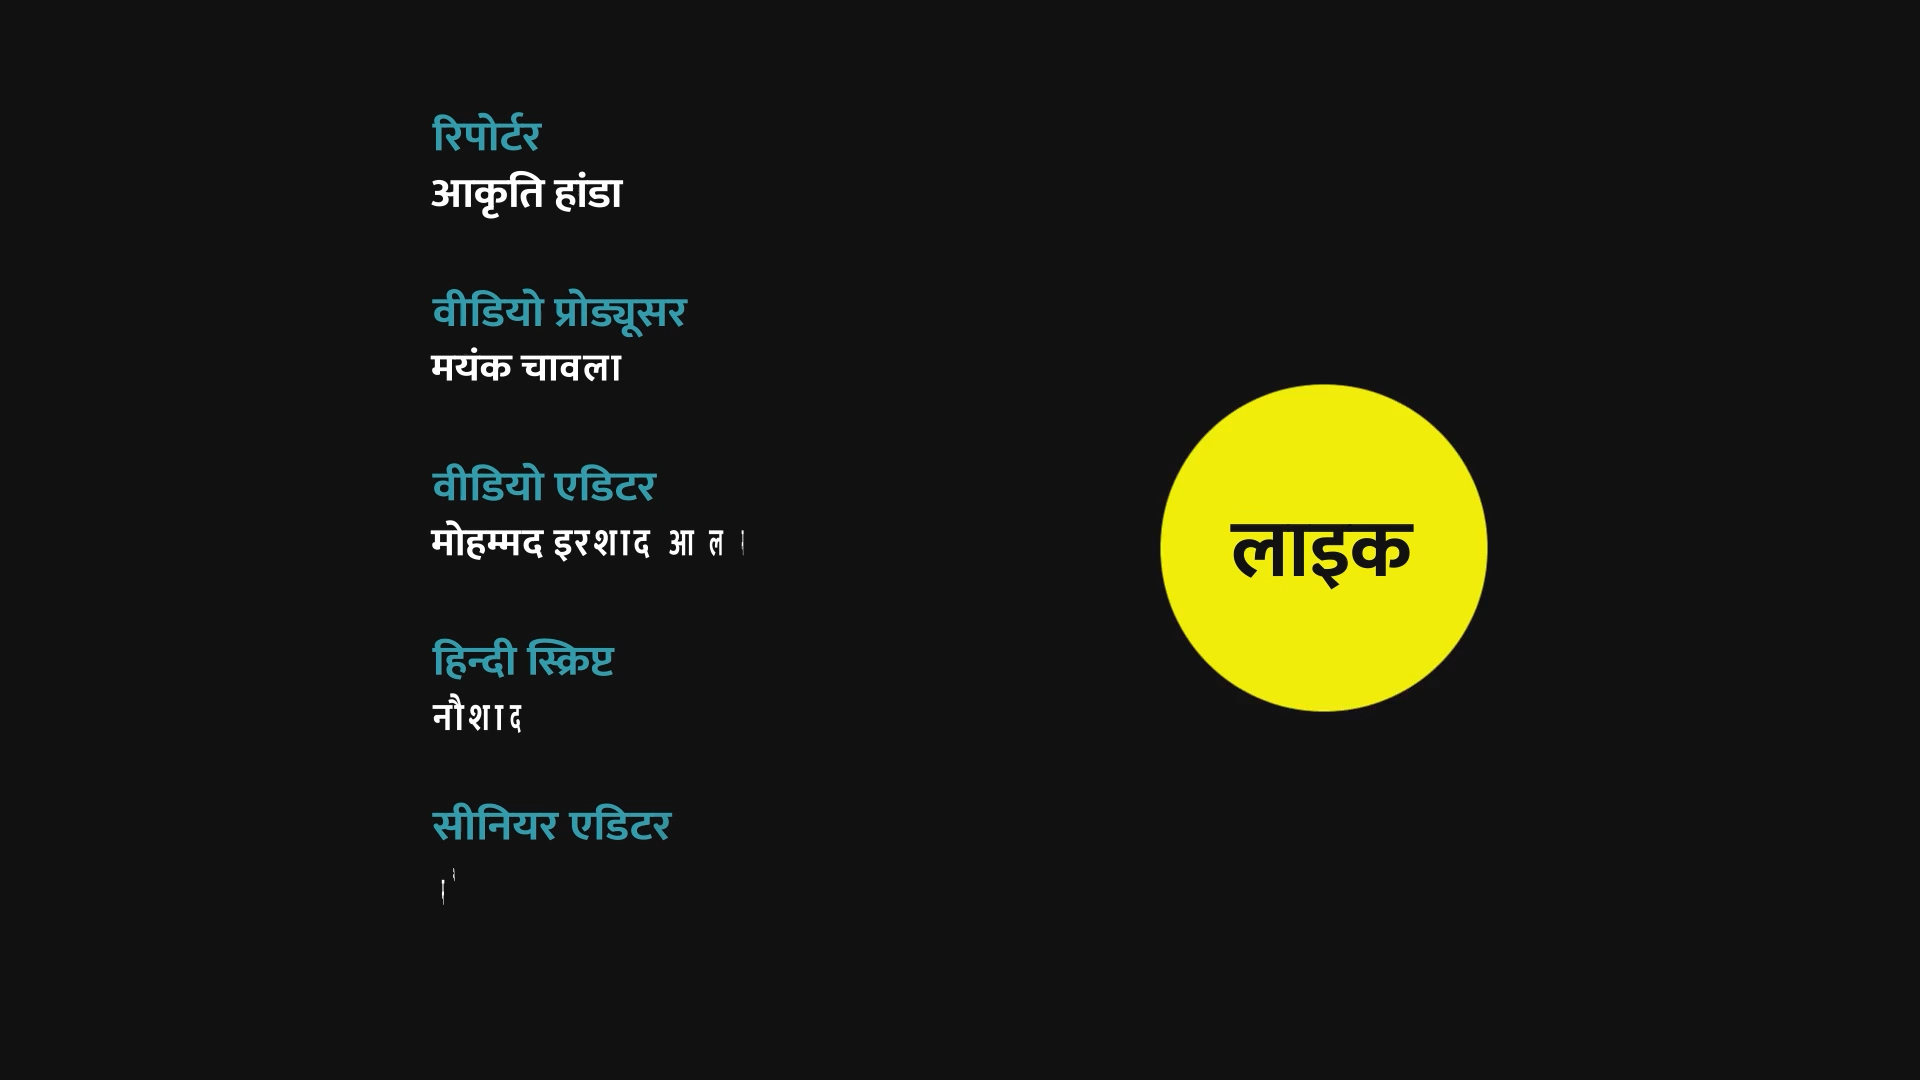 रिपोर्टर
आकृति हांडा
वीडियो प्रोड्यूसर
मयंक चावला
वीडियो एडिटर
मोहम्मद इरशाद
हिन्दी स्क्रिप्ट
नौशाद
सीनियर एडिटर
लाइक